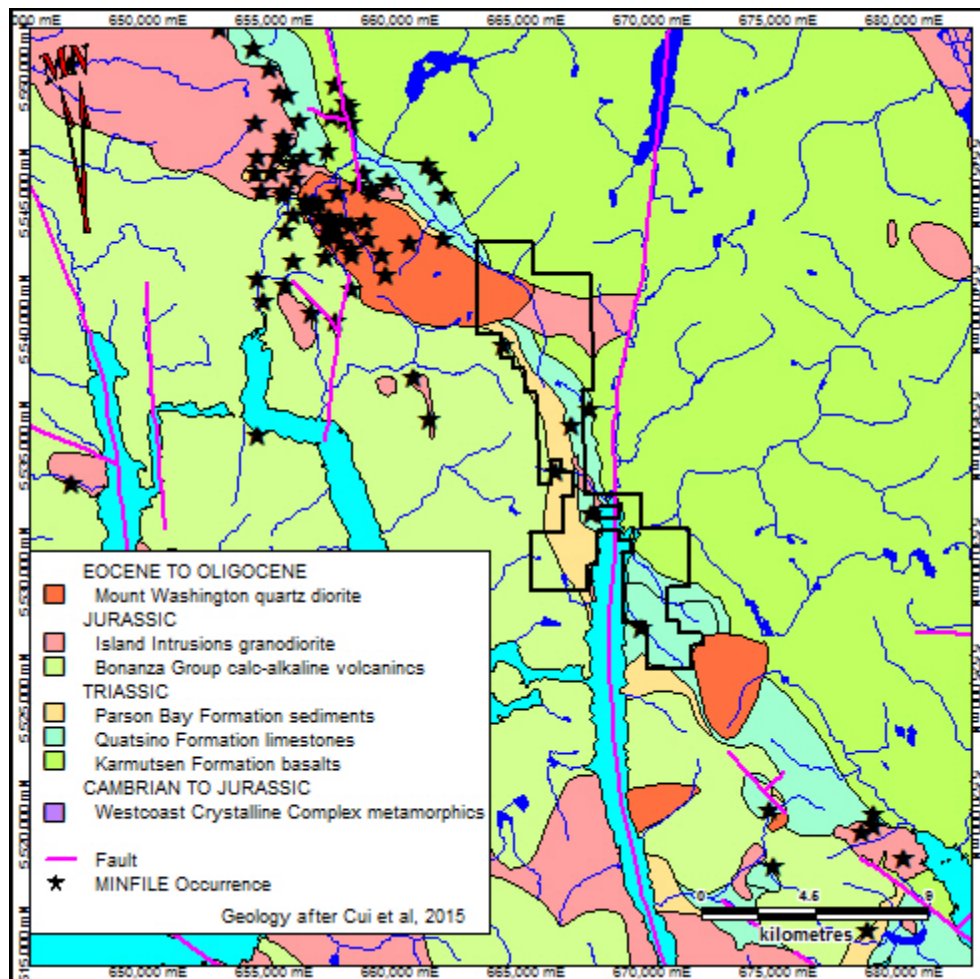 000 mE 650,000 mE 655,000 mE 660,000 mE 665,000 mE 670,000 mE 675,000 mE 680,000 mE
MN
EOCENE TO OLIGOCENE
Mount Washington quartz diorite
JURASSIC
Island Intrusions granodiorite
Bonanza Group calc-alkaline volcanincs
TRIASSIC
Parson Bay Formation sediments
Quatsino Formation limestones
Karmutsen Formation basalts
CAMBRIAN TO JURASSIC
Westcoast Crystalline Complex metamorphics
Fault
MINFILE Occurrence
Geology after Cui et al, 2015
0 4.5 9
kilometres
650,000 mE 655,000 mE 660,000 mE 665,000 mE 670,000 mE 675,000 mE 680,000 mE